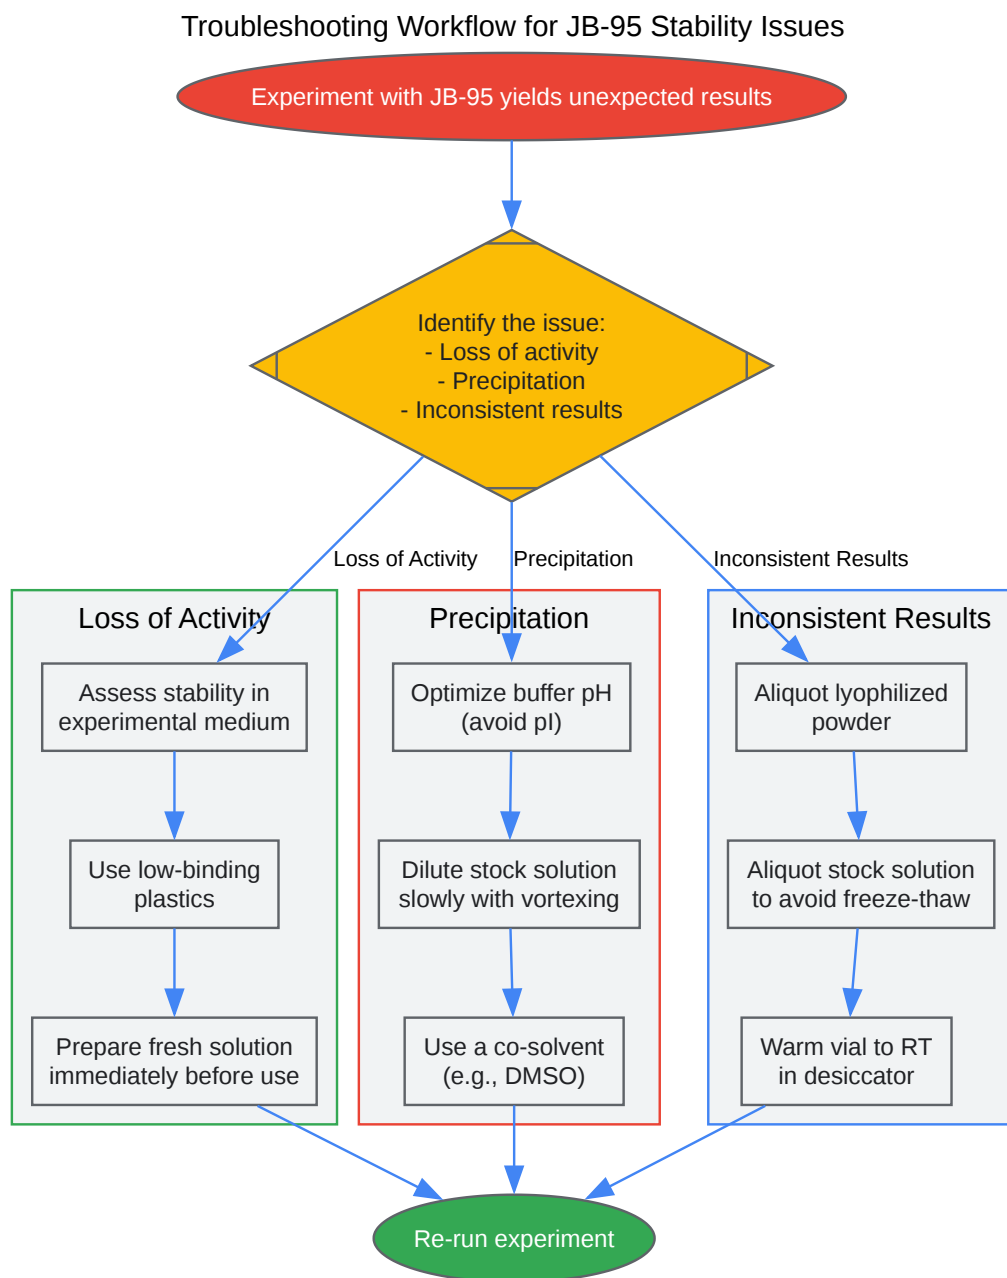 Troubleshooting Workflow for JB-95 Stability Issues
Experiment with JB-95 yields unexpected results
Identify the issue:
- Loss of activity
- Precipitation
- Inconsistent results
Loss of Activity
Precipitation
Inconsistent Results
Loss of Activity
Assess stability in
experimental medium
Use low-binding
plastics
Prepare fresh solution
immediately before use
Precipitation
Optimize buffer pH
(avoid pI)
Dilute stock solution
slowly with vortexing
Use a co-solvent
(e.g., DMSO)
Inconsistent Results
Aliquot lyophilized
powder
Aliquot stock solution
to avoid freeze-thaw
Warm vial to RT
in desiccator
Re-run experiment